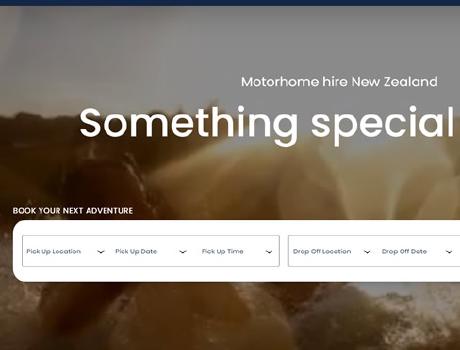 Motorhome hire New Zealand
Something special
BOOK YOUR NEXT ADVENTURE
Pick Up Location Pick Up Date Pick Up Time Drop Off Location Drop Off Date